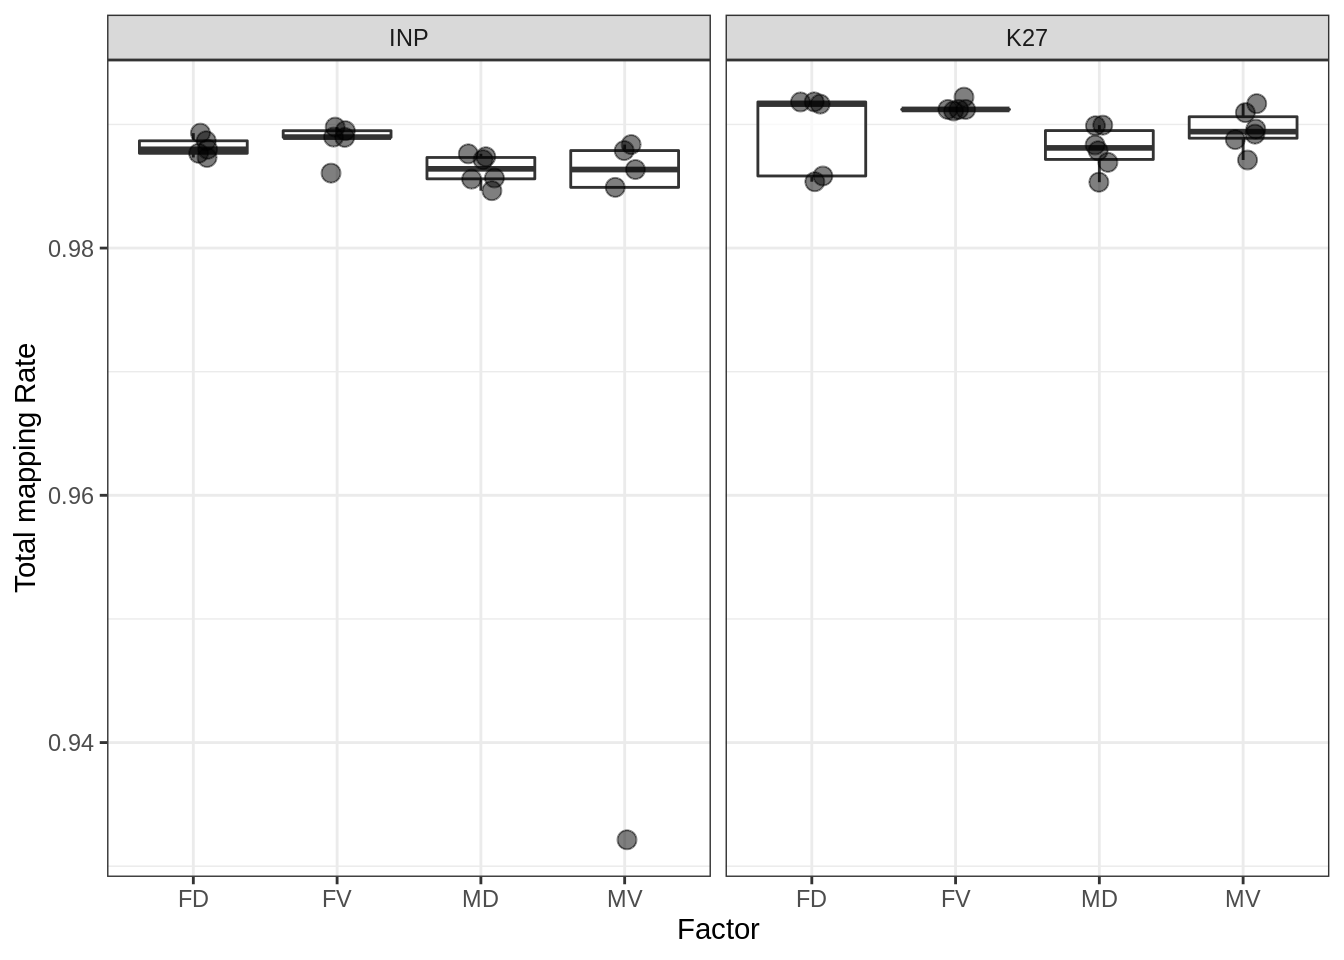 INP
K27
Total mapping Rate
0.98
0.96
0.94
FD FV MD MV
FD FV MD MV
Factor